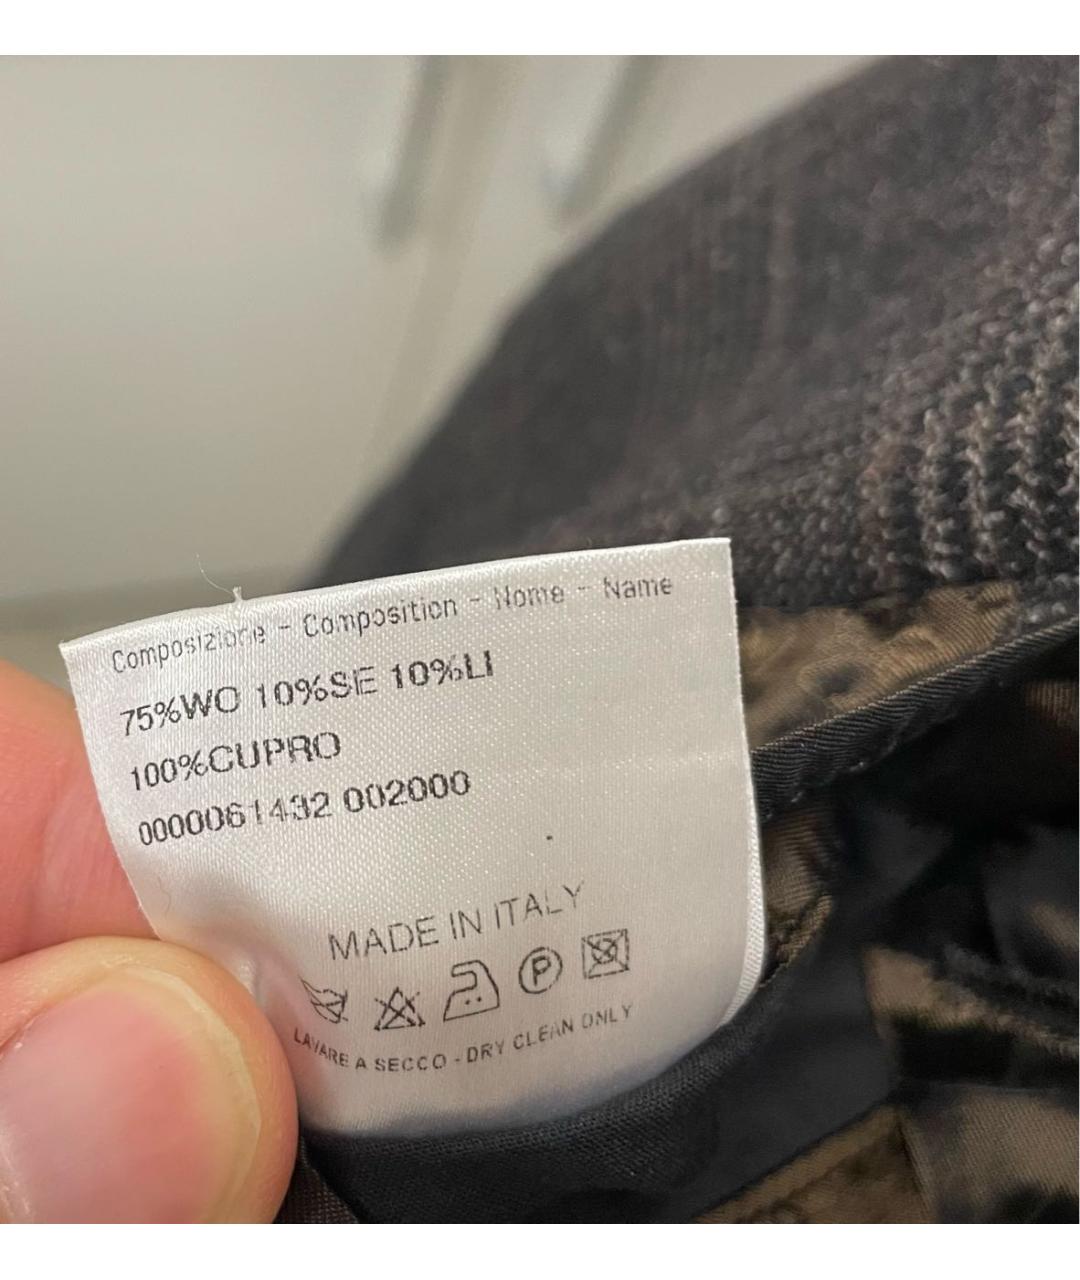 Composizione - Composition - Nome - Name
75%WO 10%SE 10%LI
100%CUPRO
0000061432 002000
MADE IN ITALY
P
LAVARE A SECCO - DRY CLEAN ONLY